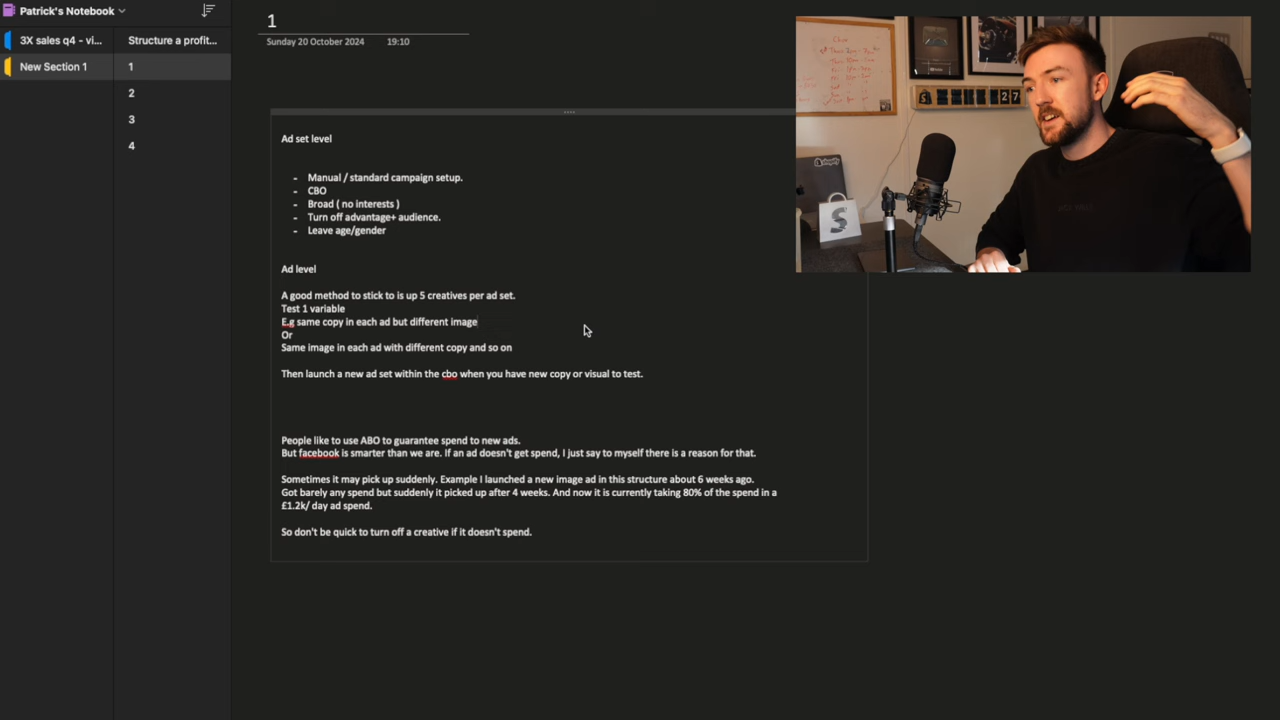 Patrick's Notebook
3X sales q4 - vi...
New Section 1
Structure a profit...
1
2
3
4
1
Sunday 20 October 2024 19:10
Ad set level
- Manual / standard campaign setup.
- CBO
- Broad ( no interests )
- Turn off advantage+ audience.
- Leave age/gender
Ad level
A good method to stick to is up 5 creatives per ad set.
Test 1 variable
E.g same copy in each ad but different image
Or
Same image in each ad with different copy and so on
Then launch a new ad set within the cbo when you have new copy or visual to test.
People like to use ABO to guarantee spend to new ads.
But facebook is smarter than we are. If an ad doesn't get spend, I just say to myself there is a reason for that.
Sometimes it may pick up suddenly. Example I launched a new image ad in this structure about 6 weeks ago.
Got barely any spend but suddenly it picked up after 4 weeks. And now it is currently taking 80% of the spend in a
£1.2k/ day ad spend.
So don't be quick to turn off a creative if it doesn't spend.
shopify